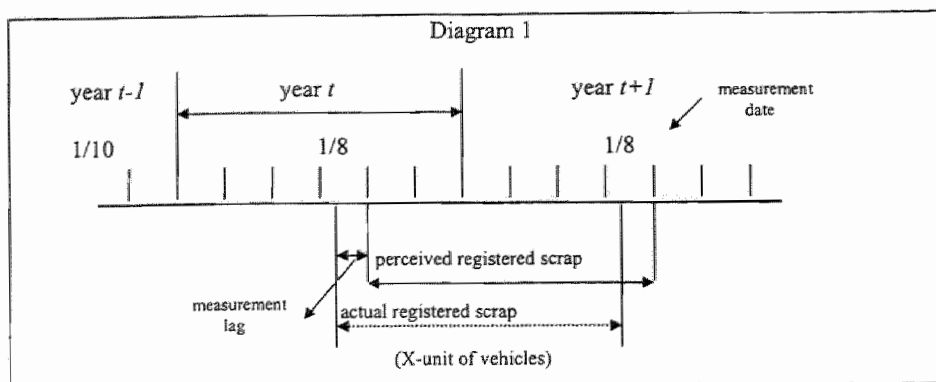 Diagram 1
year t-1
year t
year t+1
measurement
date
1/10
1/8
1/8
perceived registered scrap
measurement
lag
actual registered scrap
(X-unit of vehicles)